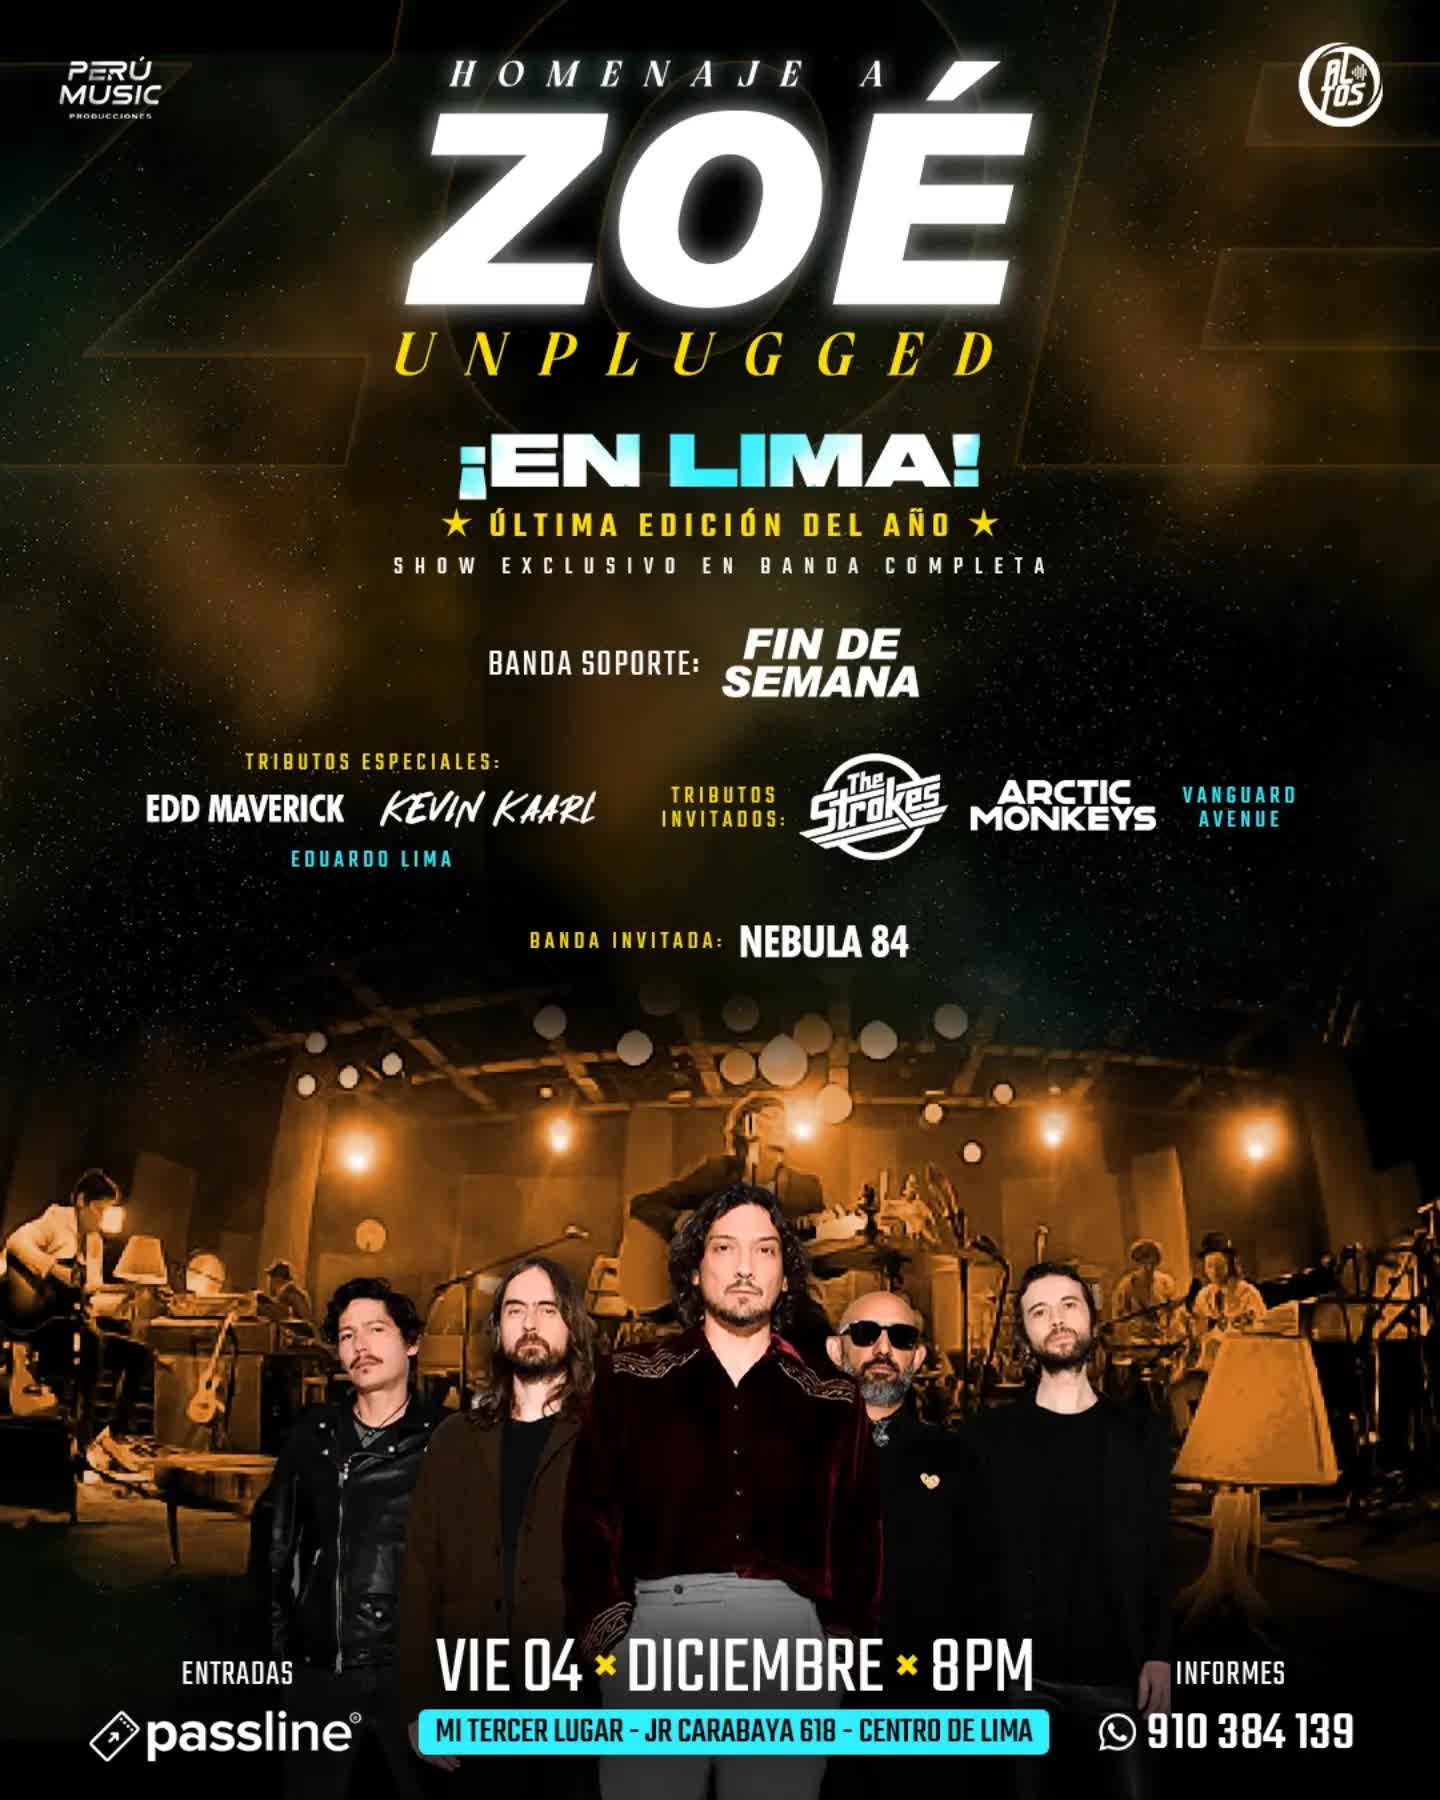 PERÚ
MUSIC
PRODUCCIONES
AL
TOS
HOMENAJE A
ZOÉ
UNPLUGGED
¡EN LIMA!
★ ÚLTIMA EDICIÓN DEL AÑO ★
SHOW EXCLUSIVO EN BANDA COMPLETA
BANDA SOPORTE:
FIN DE
SEMANA
TRIBUTOS ESPECIALES:
EDD MAVERICK
KEVIN KAARL
EDUARDO LIMA
TRIBUTOS
INVITADOS:
The
Strokes
ARCTIC
MONKEYS
VANGUARD
AVENUE
BANDA INVITADA: NEBULA 84
ENTRADAS
passline®
VIE 04 × DICIEMBRE × 8PM
MI TERCER LUGAR - JR CARABAYA 618 - CENTRO DE LIMA
INFORMES
910 384 139